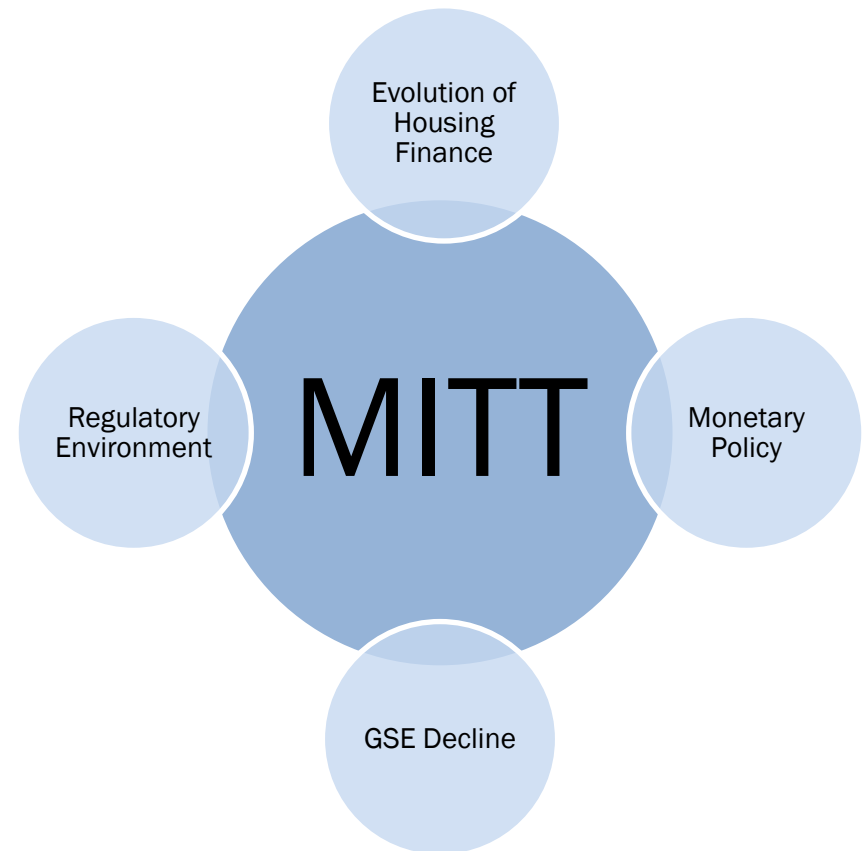 Evolution of
Housing
Finance
Regulatory
Environment
MITT
Monetary
Policy
GSE Decline